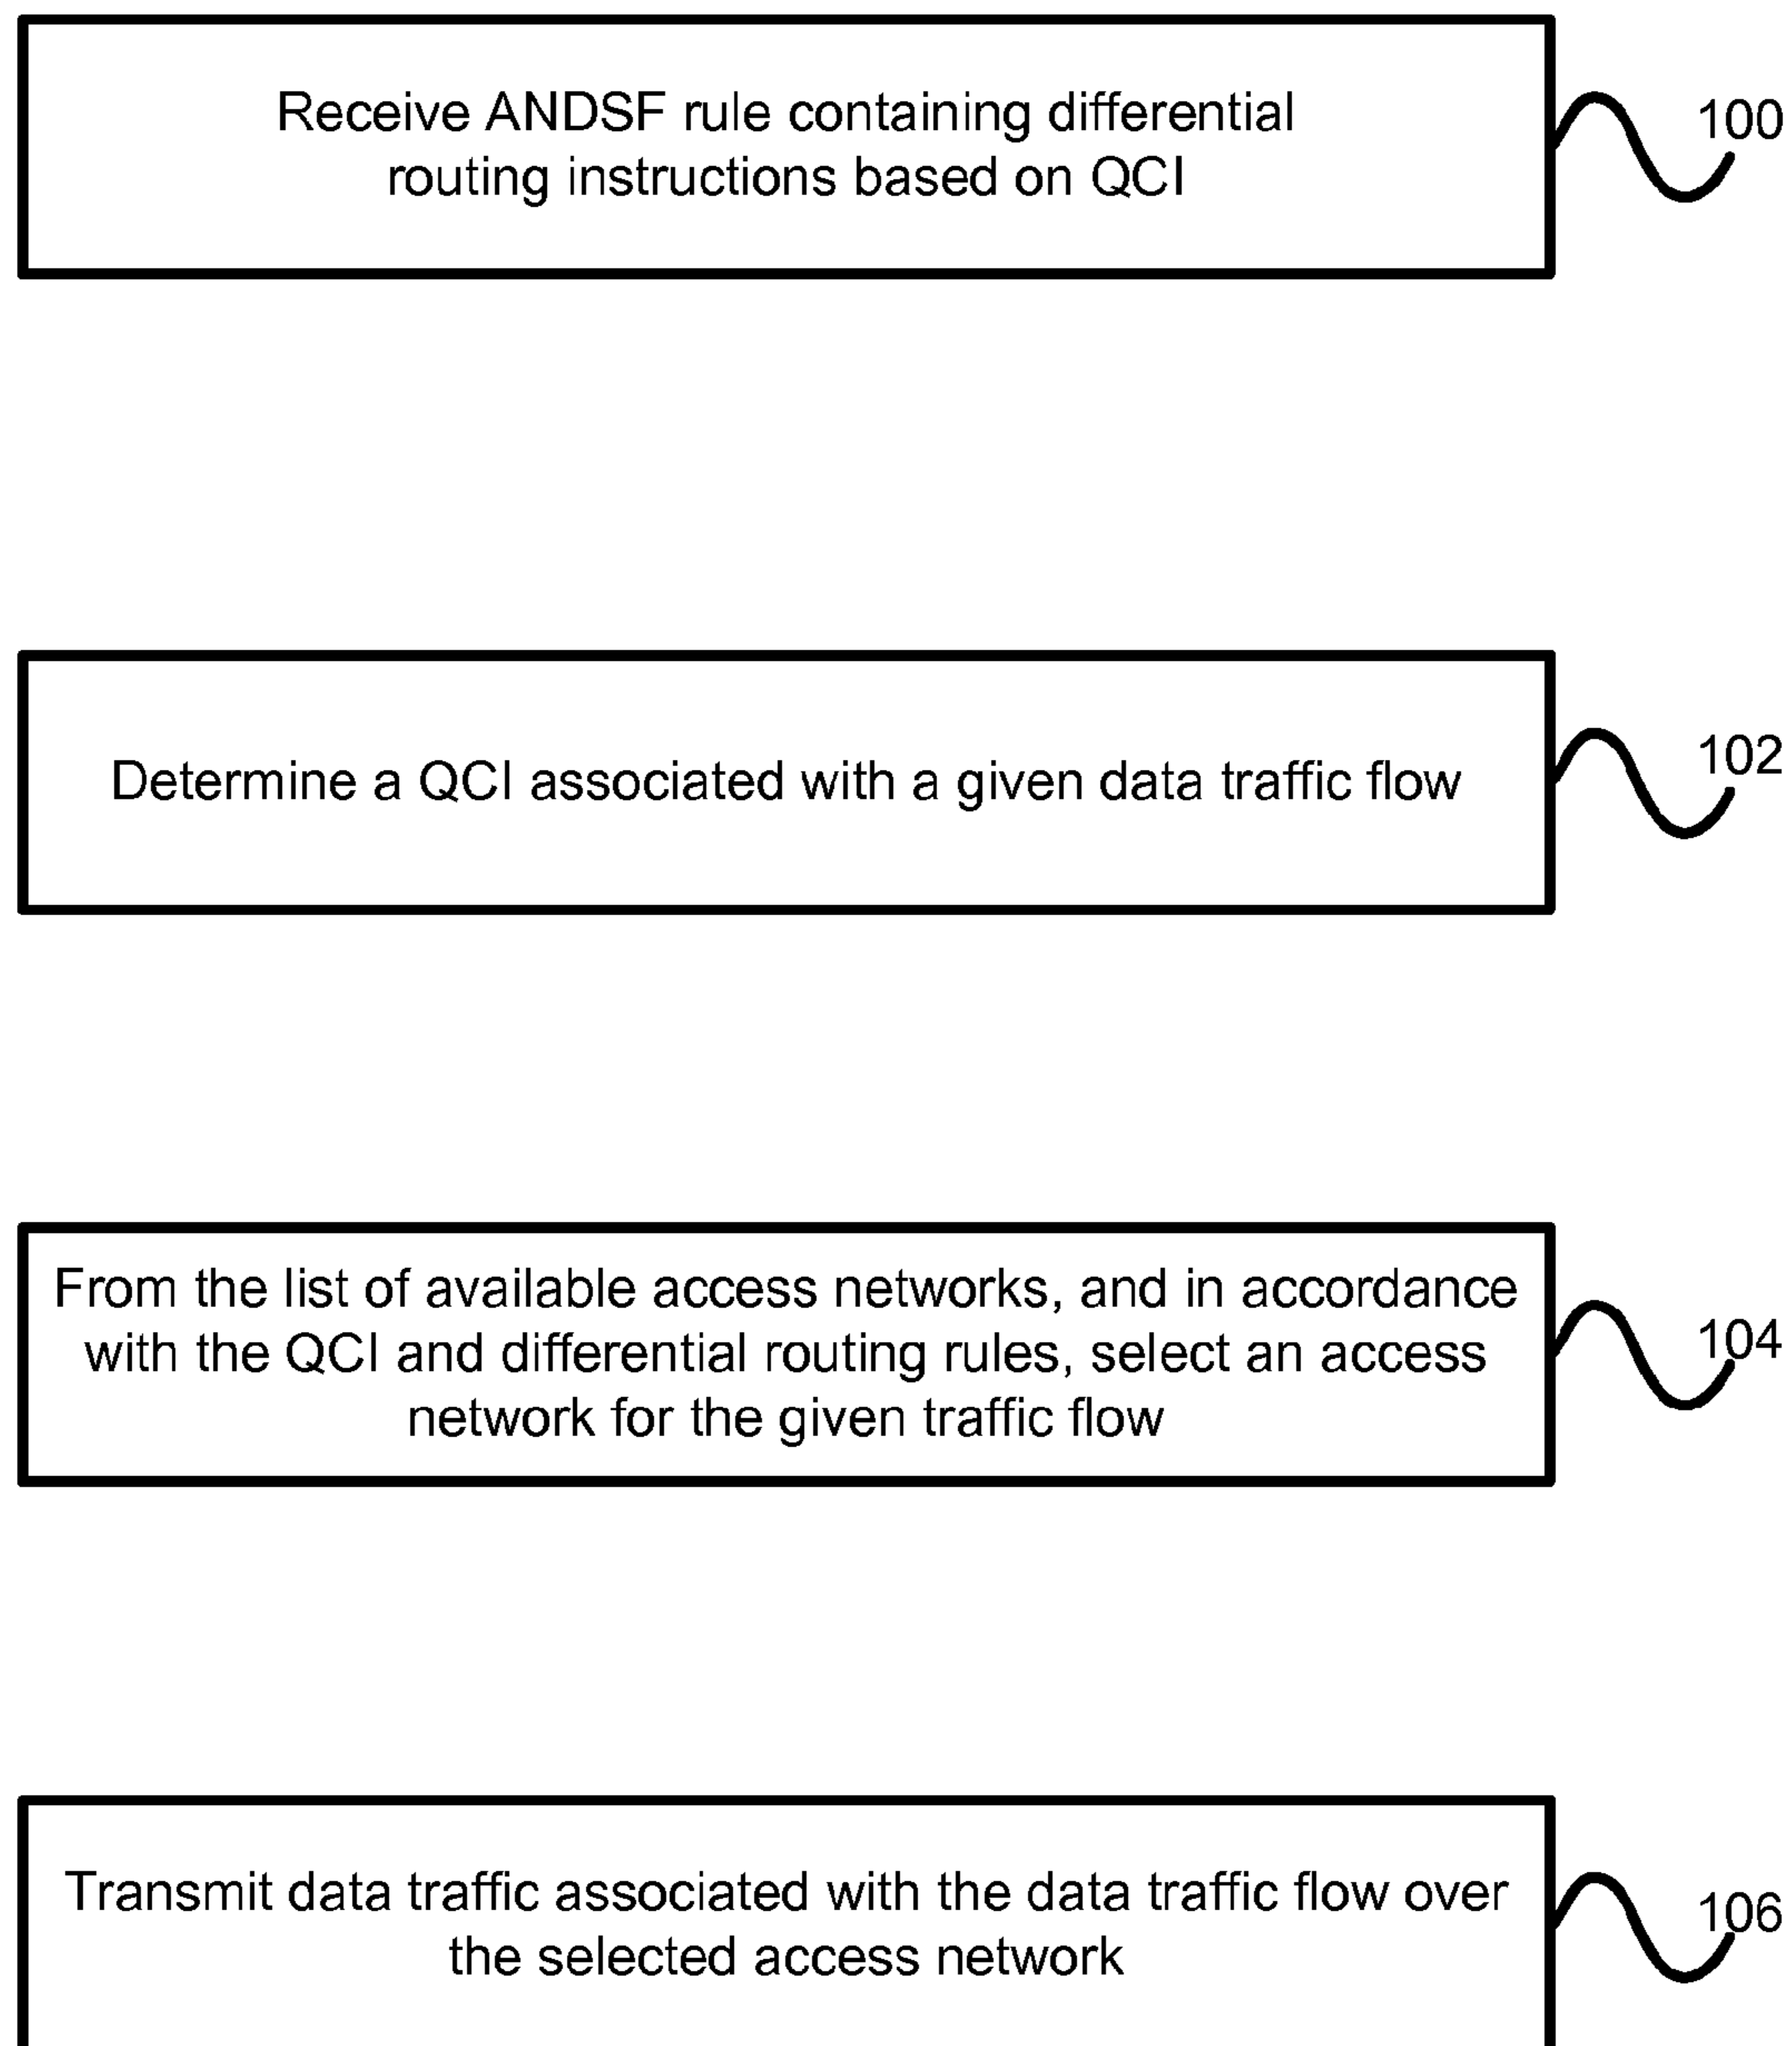 Receive ANDSF rule containing differential
routing instructions based on QCI
100
Determine a QCI associated with a given data traffic flow
102
From the list of available access networks, and in accordance
with the QCI and differential routing rules, select an access
network for the given traffic flow
104
Transmit data traffic associated with the data traffic flow over
the selected access network
106